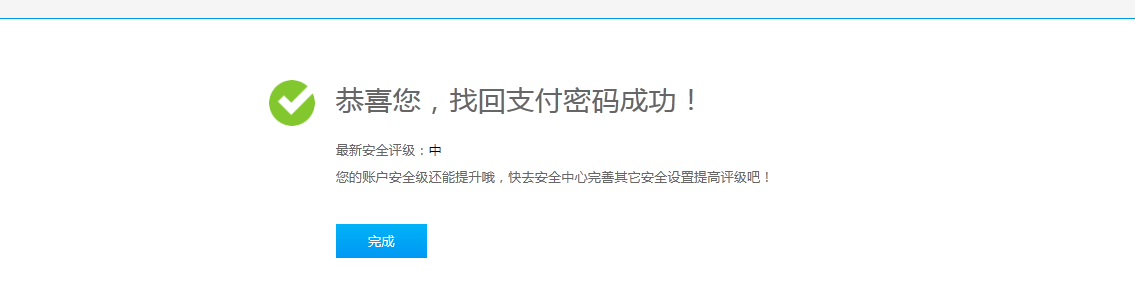 恭喜您，找回支付密码成功！
最新安全评级：中
您的账户安全级还能提升哦，快去安全中心完善其它安全设置提高评级吧！
完成